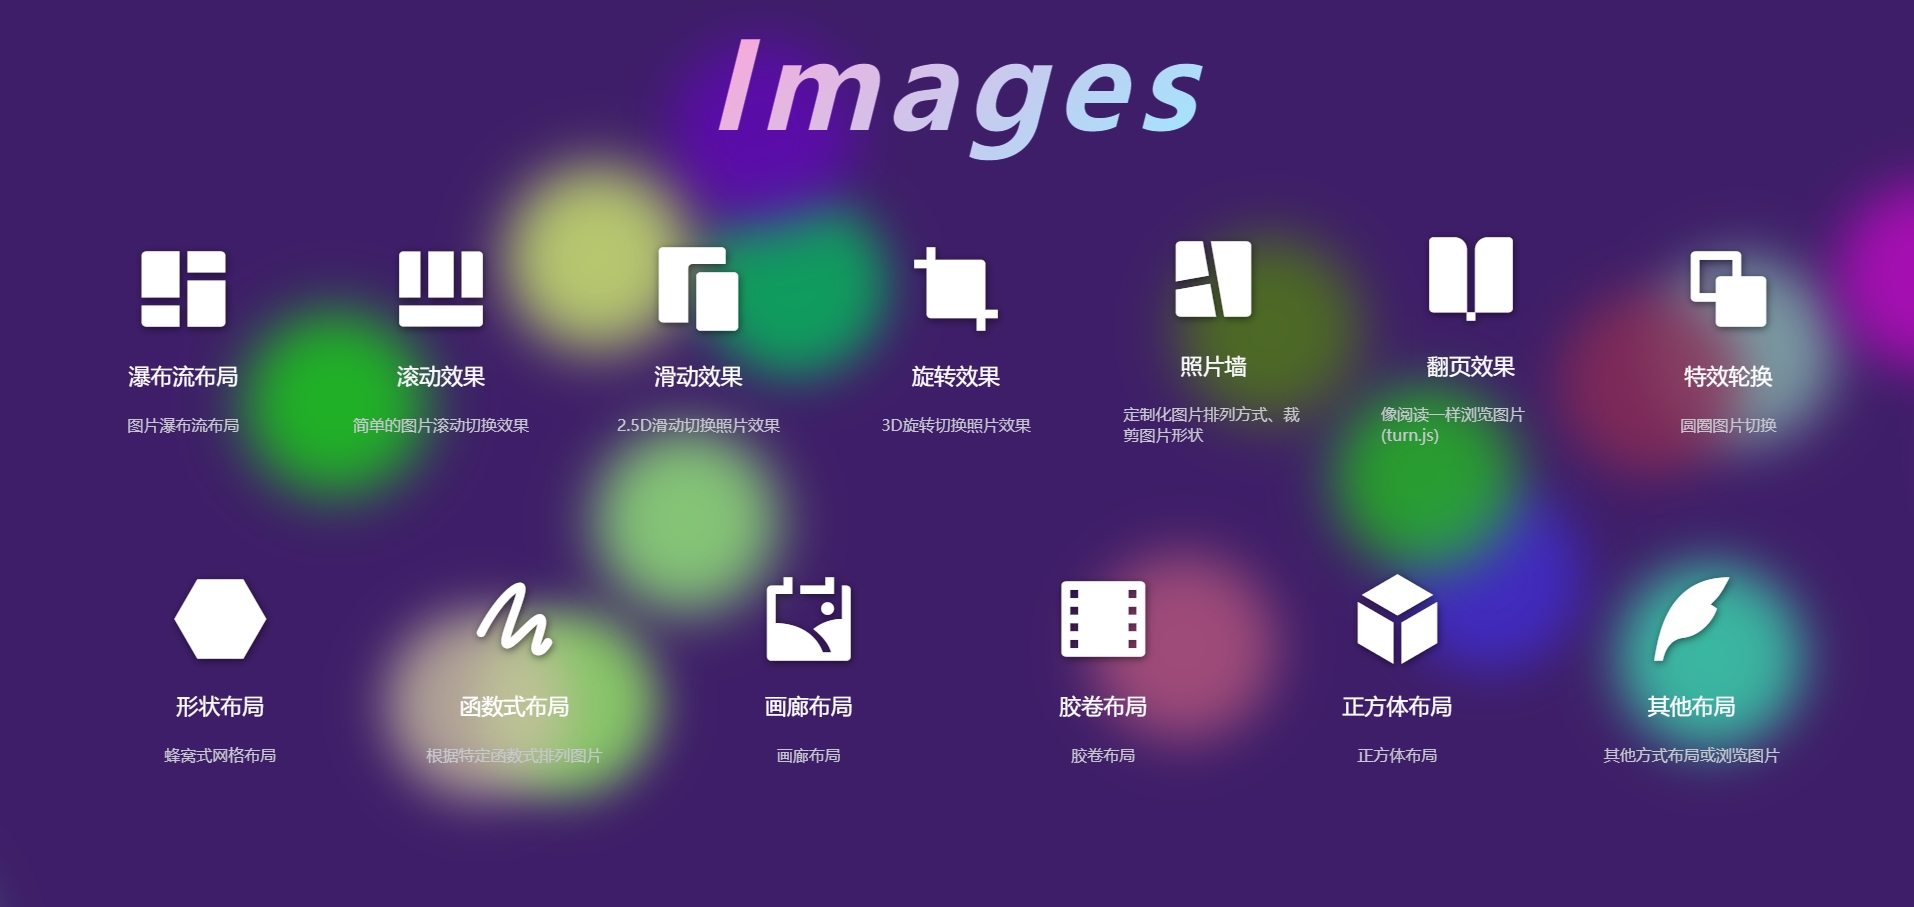 Images
瀑布流布局
滚动效果
滑动效果
旋转效果
照片墙
翻页效果
特效轮换
图片瀑布流布局
简单的图片滚动切换效果
2.5D滑动切换照片效果
3D旋转切换照片效果
定制化图片排列方式、裁
剪图片形状
像阅读一样浏览图片
(turn.js)
圆圈图片切换
形状布局
函数式布局
画廊布局
胶卷布局
正方体布局
其他布局
蜂窝式网格布局
根据特定函数式排列图片
画廊布局
胶卷布局
正方体布局
其他方式布局或浏览图片